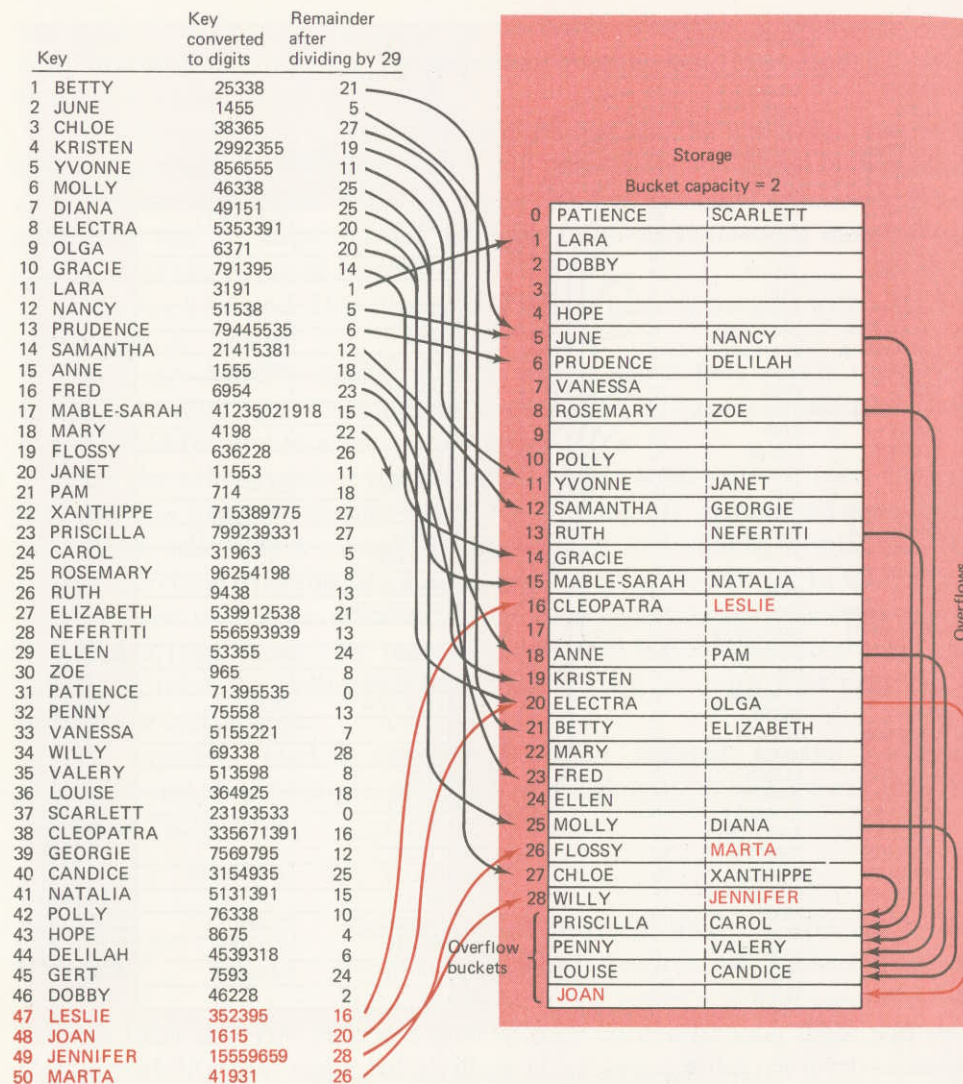 Key Key converted to digits Remainder after dividing by 29
1 BETTY 25338 21
2 JUNE 1455 5
3 CHLOE 38365 27
4 KRISTEN 2992355 19
5 YVONNE 856555 11
6 MOLLY 46338 25
7 DIANA 49151 25
8 ELECTRA 5353391 20
9 OLGA 6371 20
10 GRACIE 791395 14
11 LARA 3191 1
12 NANCY 51538 5
13 PRUDENCE 79445535 6
14 SAMANTHA 21415381 12
15 ANNE 1555 18
16 FRED 6954 23
17 MABLE-SARAH 41235021918 15
18 MARY 4198 22
19 FLOSSY 636228 26
20 JANET 11553 11
21 PAM 714 18
22 XANTHIPPE 715389775 27
23 PRISCILLA 799239331 27
24 CAROL 31963 5
25 ROSEMARY 96254198 8
26 RUTH 9438 13
27 ELIZABETH 539912538 21
28 NEFERTITI 556593939 13
29 ELLEN 53355 24
30 ZOE 965 8
31 PATIENCE 71395535 0
32 PENNY 75558 13
33 VANESSA 5155221 7
34 WILLY 69338 28
35 VALERY 513598 8
36 LOUISE 364925 18
37 SCARLETT 23193533 0
38 CLEOPATRA 335671391 16
39 GEORGIE 7569795 12
40 CANDICE 3154935 25
41 NATALIA 5131391 15
42 POLLY 76338 10
43 HOPE 8675 4
44 DELILAH 4539318 6
45 GERT 7593 24
46 DOBBY 46228 2
47 LESLIE 352395 16
48 JOAN 1615 20
49 JENNIFER 15559659 28
50 MARTA 41931 26
Storage
Bucket capacity = 2
0 PATIENCE SCARLETT
1 LARA
2 DOBBY
3
4 HOPE
5 JUNE NANCY
6 PRUDENCE DELILAH
7 VANESSA
8 ROSEMARY ZOE
9
10 POLLY
11 YVONNE JANET
12 SAMANTHA GEORGIE
13 RUTH NEFERTITI
14 GRACIE
15 MABLE-SARAH NATALIA
16 CLEOPATRA LESLIE
17
18 ANNE PAM
19 KRISTEN
20 ELECTRA OLGA
21 BETTY ELIZABETH
22 MARY
23 FRED
24 ELLEN
25 MOLLY DIANA
26 FLOSSY MARTA
27 CHLOE XANTHIPPE
28 WILLY JENNIFER
PRISCILLA CAROL
PENNY VALERY
LOUISE CANDICE
JOAN
Overflow
buckets
Overflows